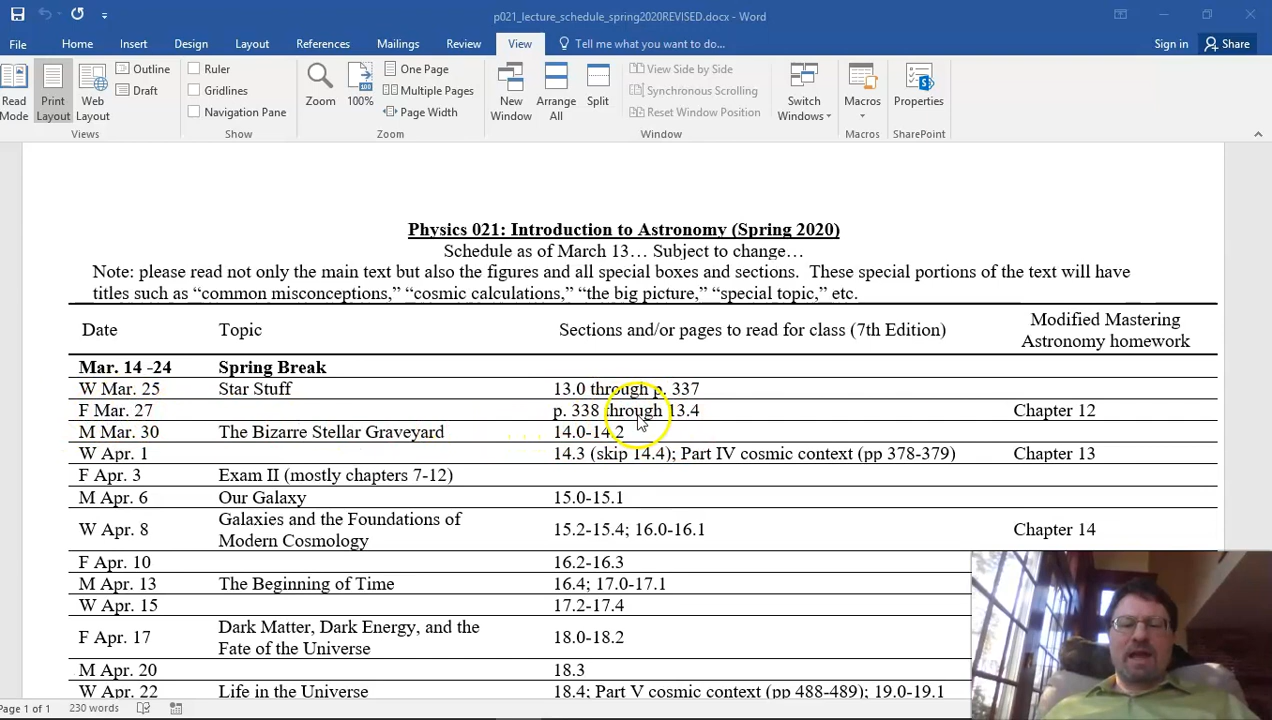 p021_lecture_schedule_spring2020REVISED.docx - Word
File Home Insert Design Layout References Mailings Review View Tell me what you want to do... Sign in Share
Read Mode
Print Layout
Web Layout
Outline
Draft
Views
Ruler
Gridlines
Navigation Pane
Show
Zoom
100%
One Page
Multiple Pages
Page Width
Zoom
New Window
Arrange All
Split
View Side by Side
Synchronous Scrolling
Reset Window Position
Window
Switch Windows
Macros
Macros
Properties
SharePoint
Physics 021: Introduction to Astronomy (Spring 2020)
Schedule as of March 13… Subject to change…
Note: please read not only the main text but also the figures and all special boxes and sections. These special portions of the text will have
titles such as “common misconceptions,” “cosmic calculations,” “the big picture,” “special topic,” etc.
Date Topic Sections and/or pages to read for class (7th Edition) Modified Mastering Astronomy homework
Mar. 14 -24 Spring Break
W Mar. 25 Star Stuff 13.0 through p. 337
F Mar. 27 p. 338 through 13.4 Chapter 12
M Mar. 30 The Bizarre Stellar Graveyard 14.0-14.2
W Apr. 1 14.3 (skip 14.4); Part IV cosmic context (pp 378-379) Chapter 13
F Apr. 3 Exam II (mostly chapters 7-12)
M Apr. 6 Our Galaxy 15.0-15.1
W Apr. 8 Galaxies and the Foundations of Modern Cosmology 15.2-15.4; 16.0-16.1 Chapter 14
F Apr. 10 16.2-16.3
M Apr. 13 The Beginning of Time 16.4; 17.0-17.1
W Apr. 15 17.2-17.4
F Apr. 17 Dark Matter, Dark Energy, and the Fate of the Universe 18.0-18.2
M Apr. 20 18.3
W Apr. 22 Life in the Universe 18.4; Part V cosmic context (pp 488-489); 19.0-19.1
Page 1 of 1 230 words